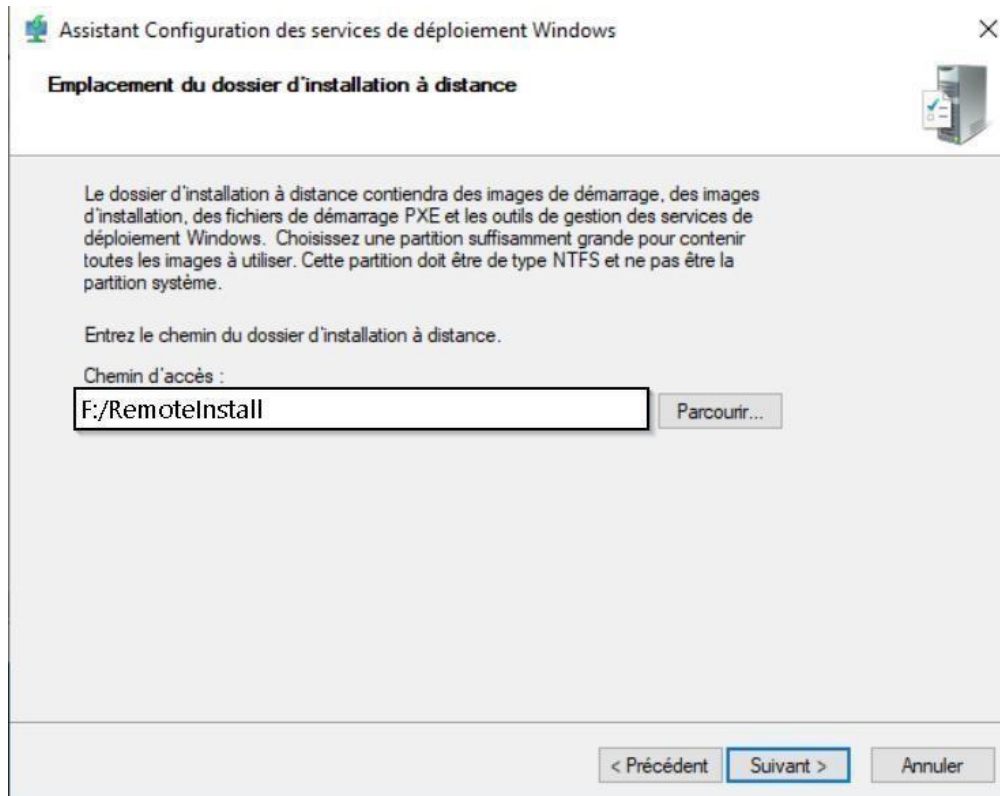 Assistant Configuration des services de déploiement Windows
Emplacement du dossier d'installation à distance
Le dossier d'installation à distance contiendra des images de démarrage, des images
d'installation, des fichiers de démarrage PXE et les outils de gestion des services de
déploiement Windows. Choisissez une partition suffisamment grande pour contenir
toutes les images à utiliser. Cette partition doit être de type NTFS et ne pas être la
partition système.
Entrez le chemin du dossier d'installation à distance.
Chemin d'accès :
F:/RemoteInstall
Parcourir...
< Précédent
Suivant >
Annuler